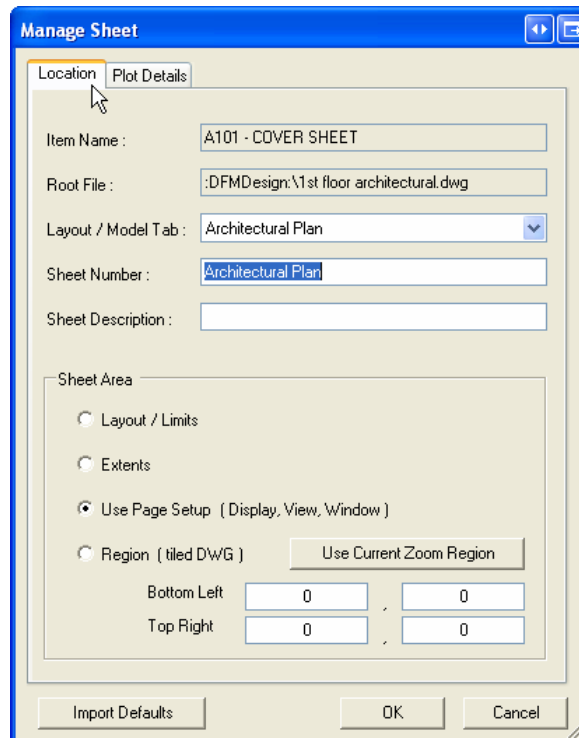 Manage Sheet
Location Plot Details
Item Name : A101 - COVER SHEET
Root File : :DFMDesign:\1st floor architectural.dwg
Layout / Model Tab : Architectural Plan
Sheet Number : Architectural Plan
Sheet Description :
Sheet Area
Layout / Limits
Extents
Use Page Setup ( Display, View, Window )
Region ( tiled DWG ) Use Current Zoom Region
Bottom Left 0 , 0
Top Right 0 , 0
Import Defaults OK Cancel